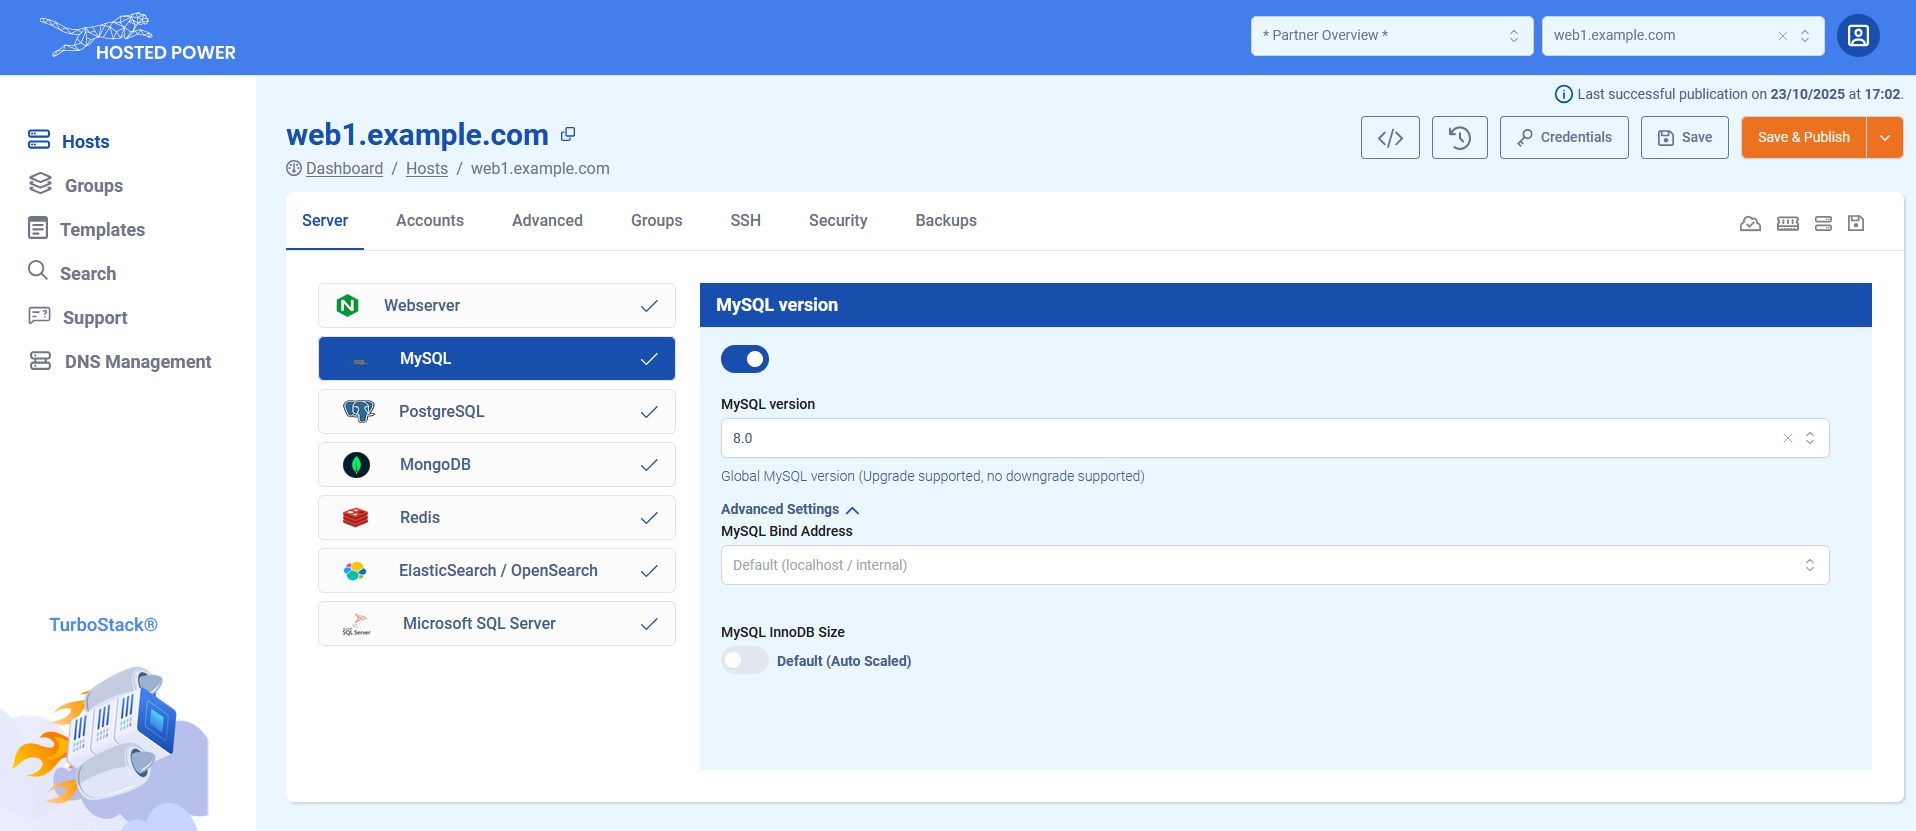 HOSTED POWER
* Partner Overview *
web1.example.com
Last successful publication on 23/10/2025 at 17:02.
Hosts
Groups
Templates
Search
Support
DNS Management
TurboStack®
web1.example.com
Dashboard / Hosts / web1.example.com
</>
Credentials
Save
Save & Publish
Server
Accounts
Advanced
Groups
SSH
Security
Backups
Webserver
MySQL
PostgreSQL
MongoDB
Redis
ElasticSearch / OpenSearch
SQL Server
Microsoft SQL Server
MySQL version
MySQL version
8.0
Global MySQL version (Upgrade supported, no downgrade supported)
Advanced Settings
MySQL Bind Address
Default (localhost / internal)
MySQL InnoDB Size
Default (Auto Scaled)